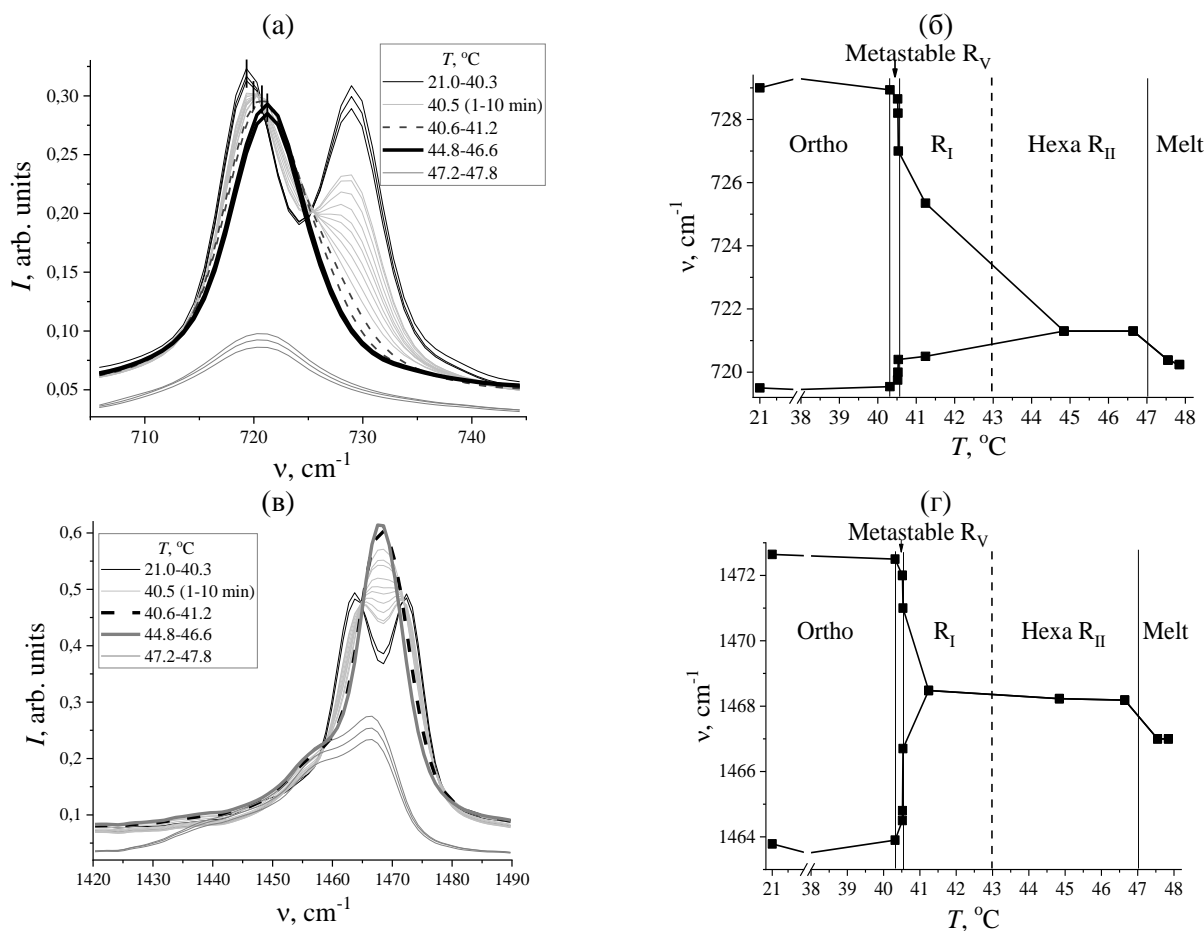 (а)
T, °C
21.0-40.3
40.5 (1-10 min)
40.6-41.2
44.8-46.6
47.2-47.8
0,30
0,25
0,20
0,15
0,10
0,05
I, arb. units
710 720 730 740
ν, cm-1
(б)
Metastable RV
728
726
724
722
720
ν, cm-1
Ortho RI Hexa RII Melt
21 38 40 41 42 43 44 45 46 47 48
T, °C
(в)
T, °C
21.0-40.3
40.5 (1-10 min)
40.6-41.2
44.8-46.6
47.2-47.8
0,6
0,5
0,4
0,3
0,2
0,1
I, arb. units
1420 1430 1440 1450 1460 1470 1480 1490
ν, cm-1
(г)
Metastable RV
1472
1470
1468
1466
1464
ν, cm-1
Ortho RI Hexa RII Melt
21 38 40 41 42 43 44 45 46 47 48
T, °C